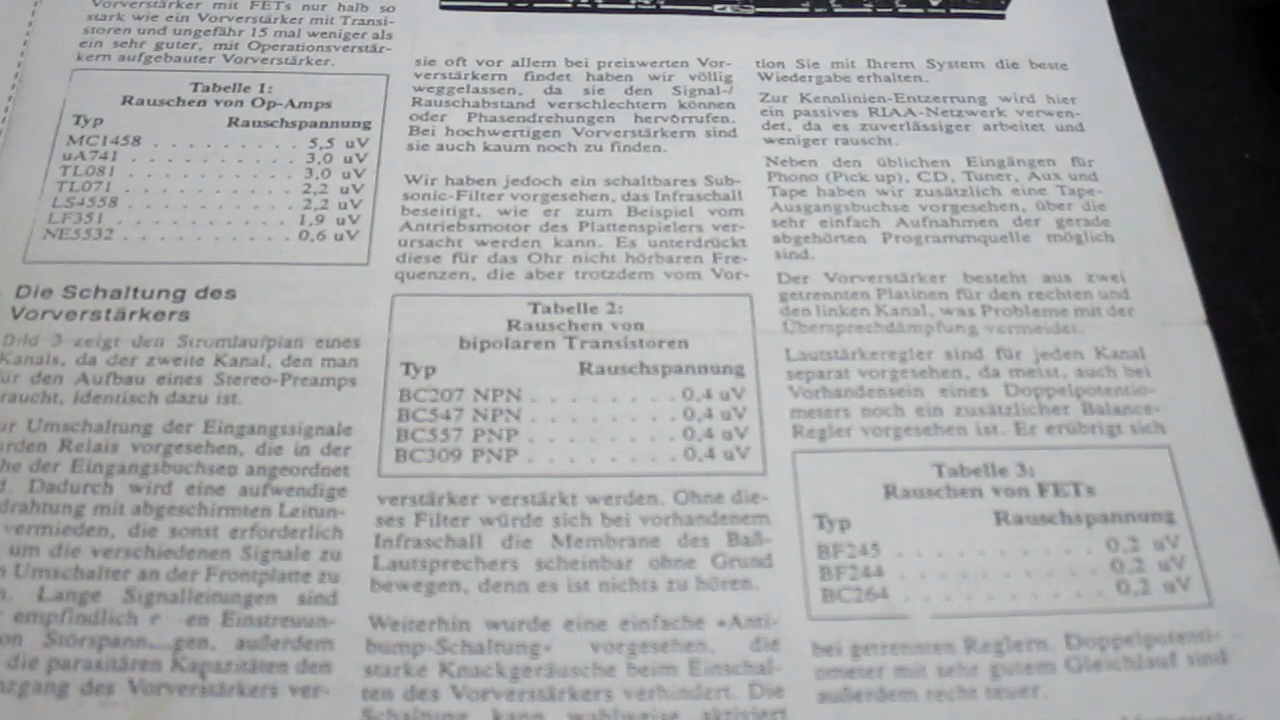 Vorverstärker mit FETs nur halb so
stark wie ein Vorverstärker mit Transi-
storen und ungefähr 15 mal weniger als
ein sehr guter, mit Operationsverstär-
kern aufgebauter Vorverstärker.
Tabelle 1:
Rauschen von Op-Amps
Typ Rauschspannung
MC1458 . . . . . . . . . . 5,5 uV
uA741 . . . . . . . . . . . 3,0 uV
TL081 . . . . . . . . . . . 3,0 uV
TL071 . . . . . . . . . . . 2,2 uV
LS4558 . . . . . . . . . . 2,2 uV
LF351 . . . . . . . . . . . 1,9 uV
NE5532 . . . . . . . . . . 0,6 uV
Die Schaltung des
Vorverstärkers
Bild 3 zeigt den Stromlaufplan eines
Kanals, da der zweite Kanal, den man
für den Aufbau eines Stereo-Preamps
raucht, identisch dazu ist.
ur Umschaltung der Eingangssignale
urden Relais vorgesehen, die in der
he der Eingangsbuchsen angeordnet
d. Dadurch wird eine aufwendige
drahtung mit abgeschirmten Leitun-
vermieden, die sonst erforderlich
um die verschiedenen Signale zu
n Umschalter an der Frontplatte zu
n. Lange Signalleinungen sind
empfindlich en Einstreuun-
on Störspann gen, außerdem
die parasitären Kapazitäten den
gang des Vorverstärkers ver-
sie oft vor allem bei preiswerten Vor-
verstärkern findet haben wir völlig
weggelassen, da sie den Signal-/
Rauschabstand verschlechtern können
oder Phasendrehungen hervorrufen.
Bei hochwertigen Vorverstärkern sind
sie auch kaum noch zu finden.
Wir haben jedoch ein schaltbares Sub-
sonic-Filter vorgesehen, das Infraschall
beseitigt, wie er zum Beispiel vom
Antriebsmotor des Plattenspielers ver-
ursacht werden kann. Es unterdrückt
diese für das Ohr nicht hörbaren Fre-
quenzen, die aber trotzdem vom Vor-
Tabelle 2:
Rauschen von
bipolaren Transistoren
Typ Rauschspannung
BC207 NPN . . . . . . . . 0,4 uV
BC547 NPN . . . . . . . . 0,4 uV
BC557 PNP . . . . . . . . 0,4 uV
BC309 PNP . . . . . . . . 0,4 uV
verstärker verstärkt werden. Ohne die-
ses Filter würde sich bei vorhandenem
Infraschall die Membrane des Baß-
Lautsprechers scheinbar ohne Grund
bewegen, denn es ist nichts zu hören.
Weiterhin wurde eine einfache »Anti-
bump-Schaltung« vorgesehen, die
starke Knackgeräusche beim Einschal-
ten des Vorverstärkers verhindert. Die
Schaltung kann wahlweise aktiviert
tion Sie mit Ihrem System die beste
Wiedergabe erhalten.
Zur Kennlinien-Entzerrung wird hier
ein passives RIAA-Netzwerk verwen-
det, da es zuverlässiger arbeitet und
weniger rauscht.
Neben den üblichen Eingängen für
Phono (Pick up), CD, Tuner, Aux und
Tape haben wir zusätzlich eine Tape-
Ausgangsbuchse vorgesehen, über die
sehr einfach Aufnahmen der gerade
abgehörten Programmquelle möglich
sind.
Der Vorverstärker besteht aus zwei
getrennten Platinen für den rechten und
den linken Kanal, was Probleme mit der
Übersprechdämpfung vermeidet.
Lautstärkeregler sind für jeden Kanal
separat vorgesehen, da meist, auch bei
Vorhandensein eines Doppelpotentio-
meters noch ein zusätzlicher Balance-
Regler vorgesehen ist. Er erübrigt sich
Tabelle 3:
Rauschen von FETs
Typ Rauschspannung
BF245 . . . . . . . . . . 0,2 uV
BF244 . . . . . . . . . . 0,2 uV
BC264 . . . . . . . . . . 0,2 uV
bei getrennten Reglern. Doppelpotenti-
ometer mit sehr gutem Gleichlauf sind
außerdem recht teuer.